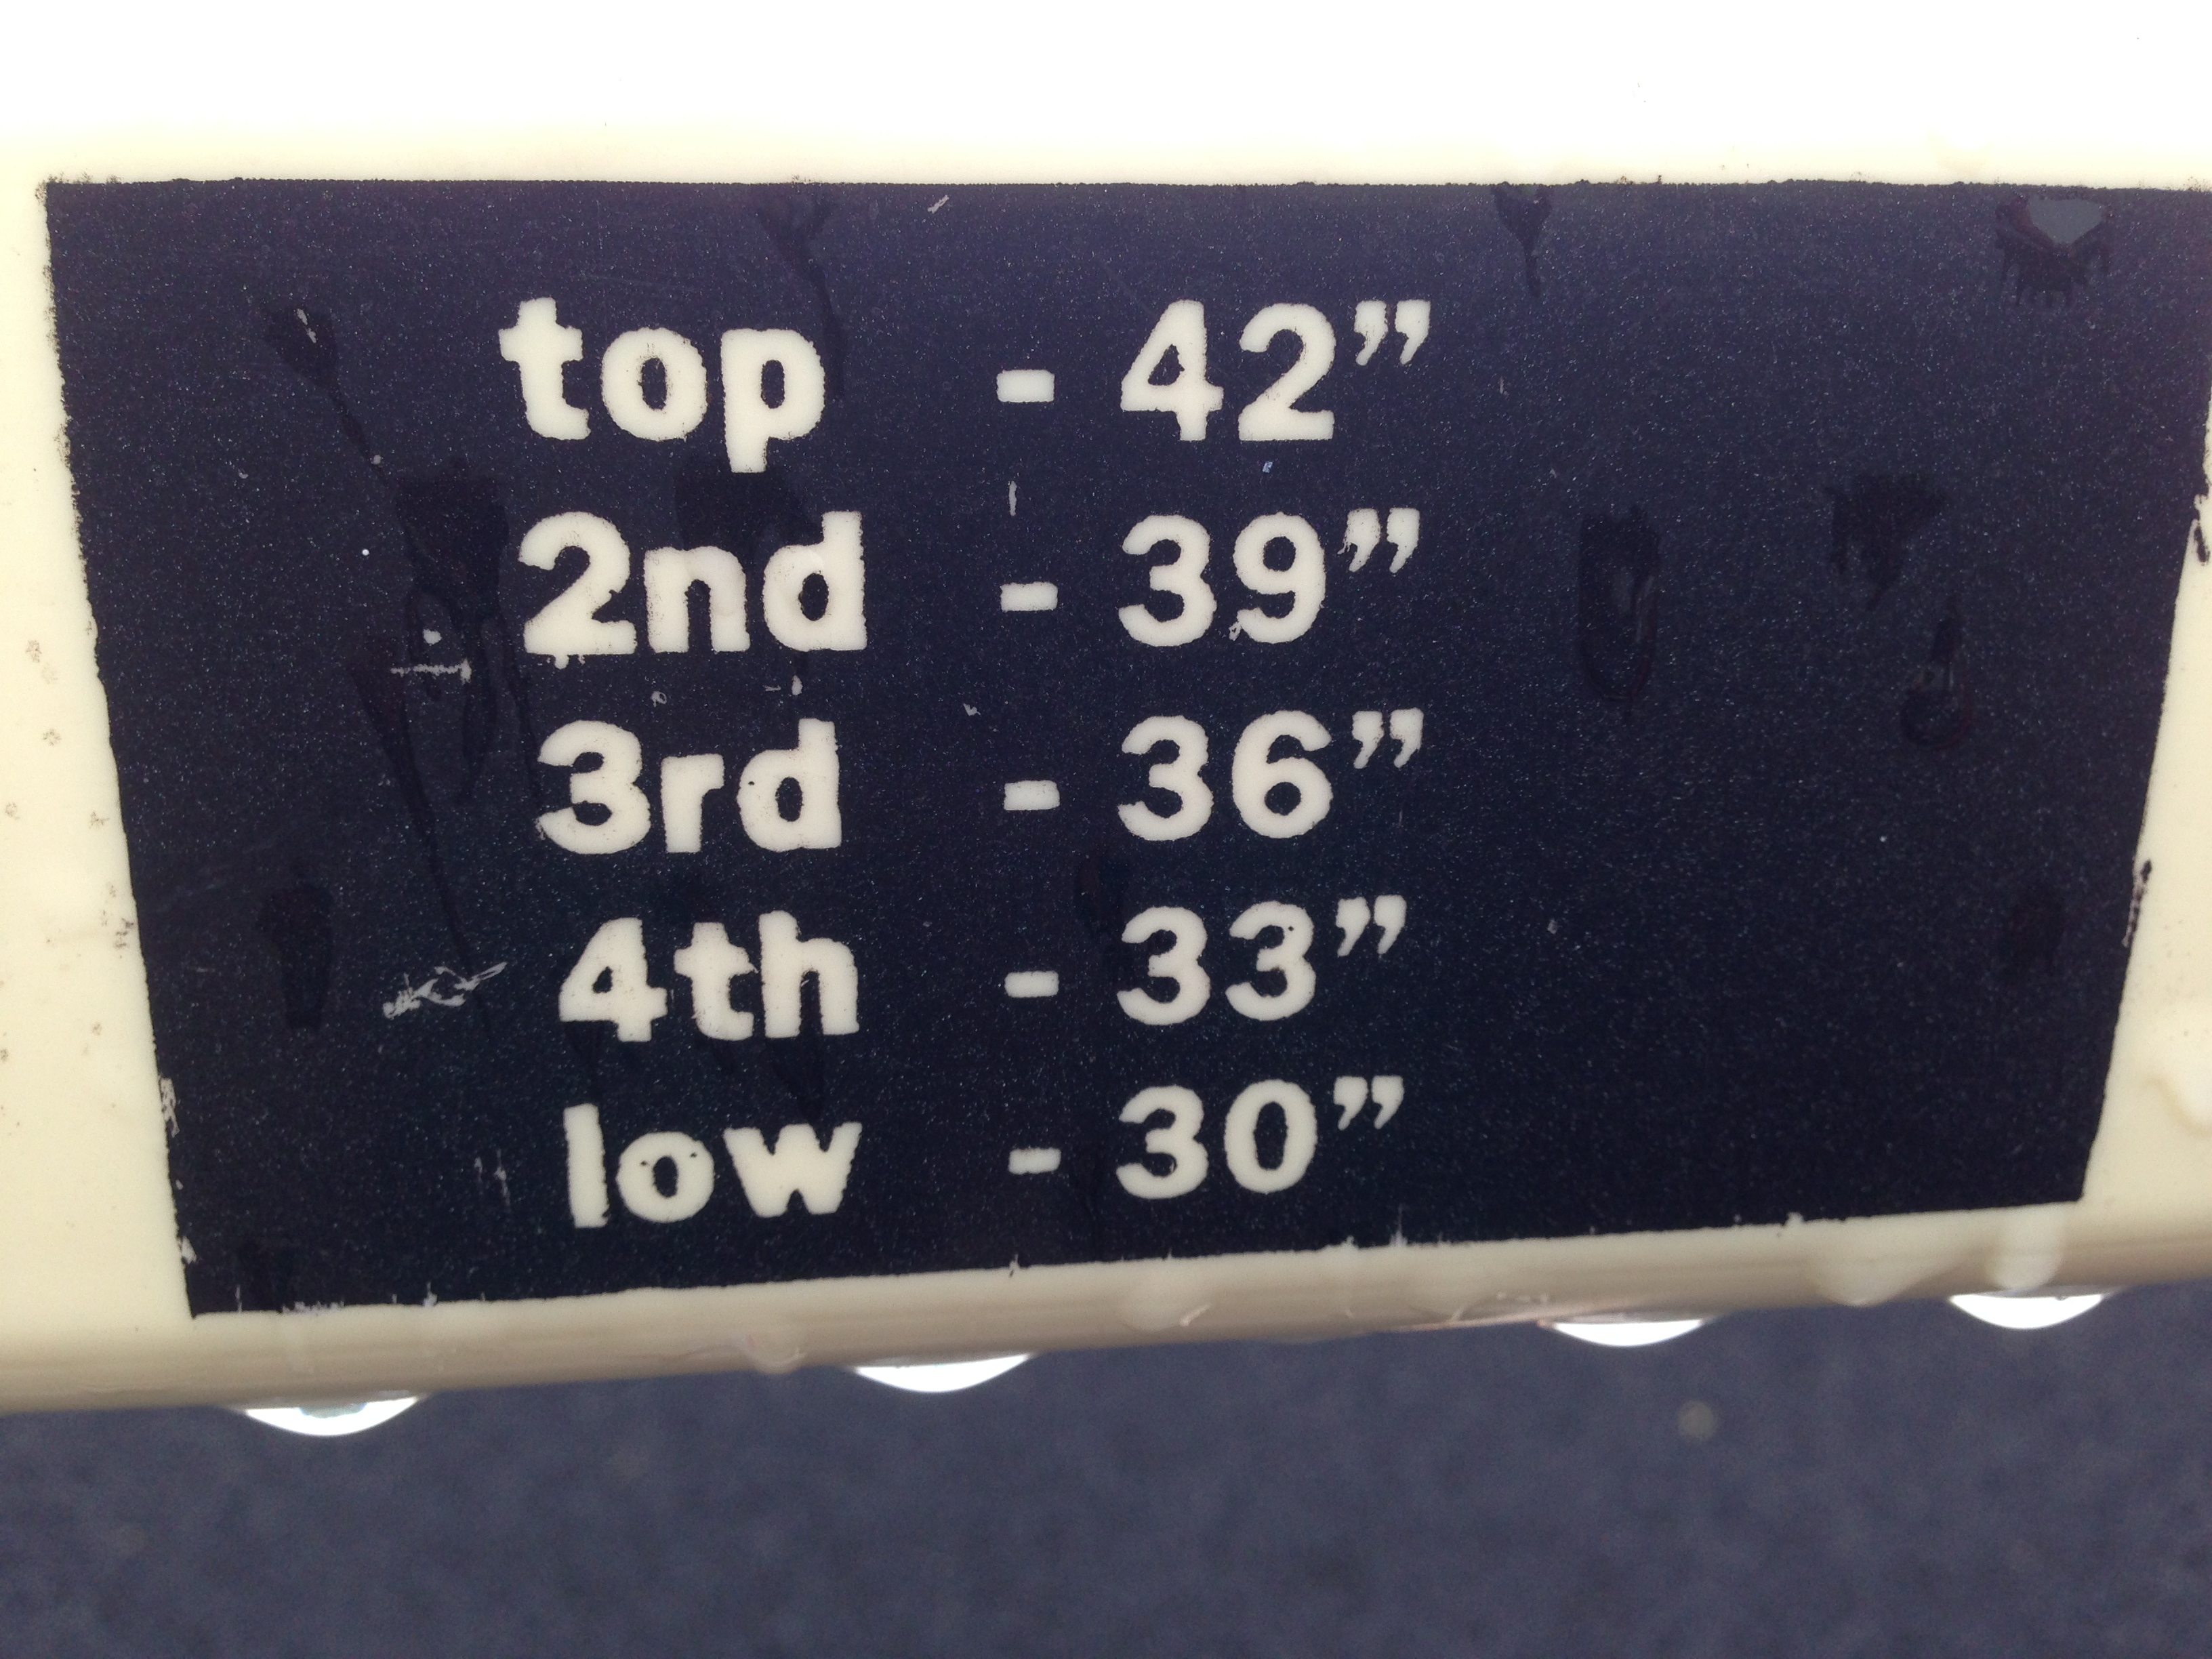 top - 42”
2nd - 39”
3rd - 36”
4th - 33”
low - 30”